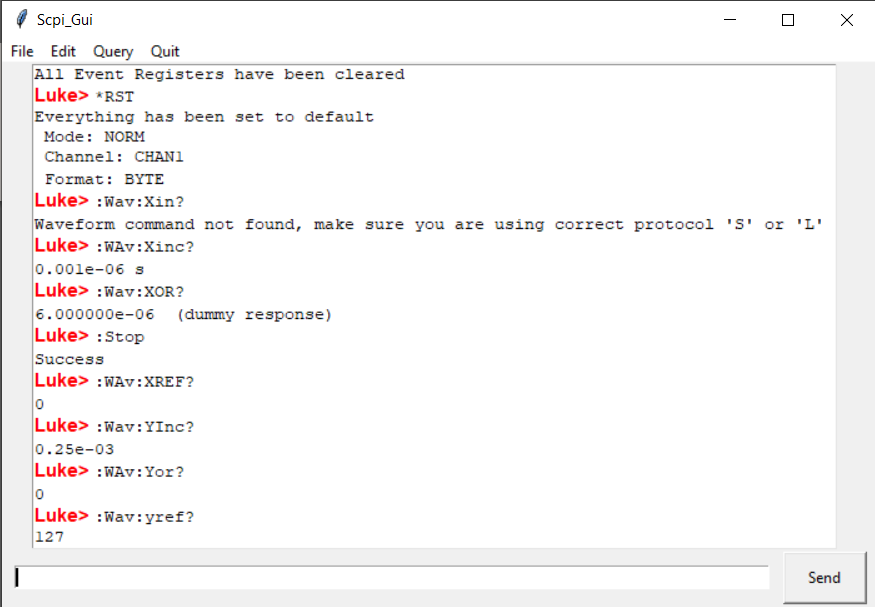 Scpi_Gui
File Edit Query Quit
All Event Registers have been cleared
Luke> *RST
Everything has been set to default
Mode: NORM
Channel: CHAN1
Format: BYTE
Luke> :Wav:Xin?
Waveform command not found, make sure you are using correct protocol 'S' or 'L'
Luke> :WAv:Xinc?
0.001e-06 s
Luke> :Wav:XOR?
6.000000e-06  (dummy response)
Luke> :Stop
Success
Luke> :WAv:XREF?
0
Luke> :Wav:YInc?
0.25e-03
Luke> :WAv:Yor?
0
Luke> :Wav:yref?
127
Send